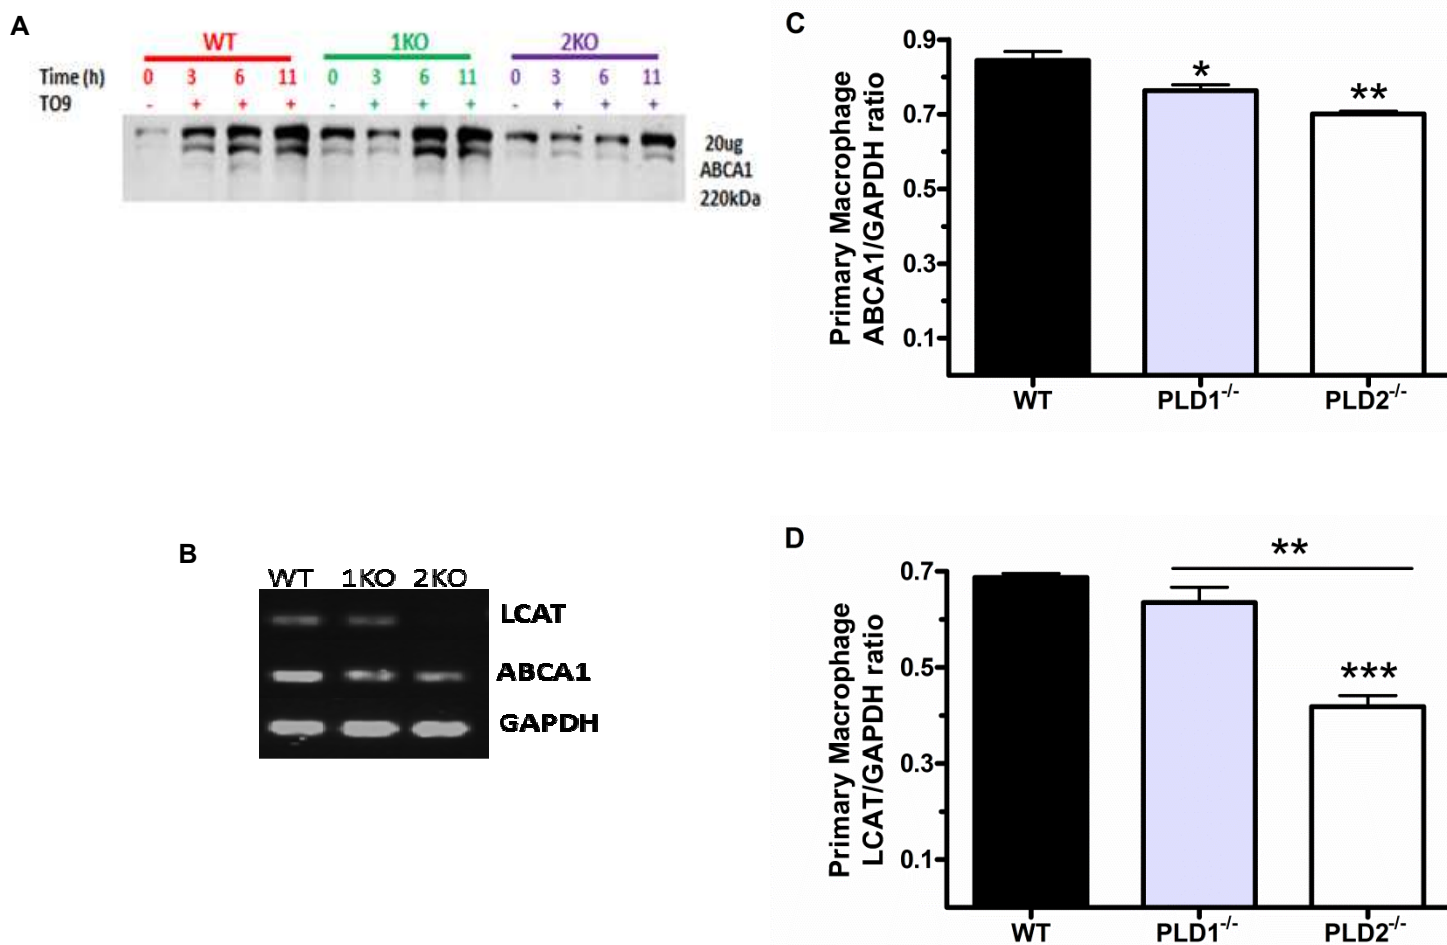 A
WT 1KO 2KO
Time (h) 0 3 6 11 0 3 6 11 0 3 6 11
TO9 - + + + - + + + - + + +
20ug
ABCA1
220kDa
B
WT 1KO 2KO
LCAT
ABCA1
GAPDH
C
Primary Macrophage
ABCA1/GAPDH ratio
0.9
0.7
0.5
0.3
0.1
*
**
WT PLD1-/- PLD2-/-
D
Primary Macrophage
LCAT/GAPDH ratio
0.7
0.5
0.3
0.1
**
***
WT PLD1-/- PLD2-/-